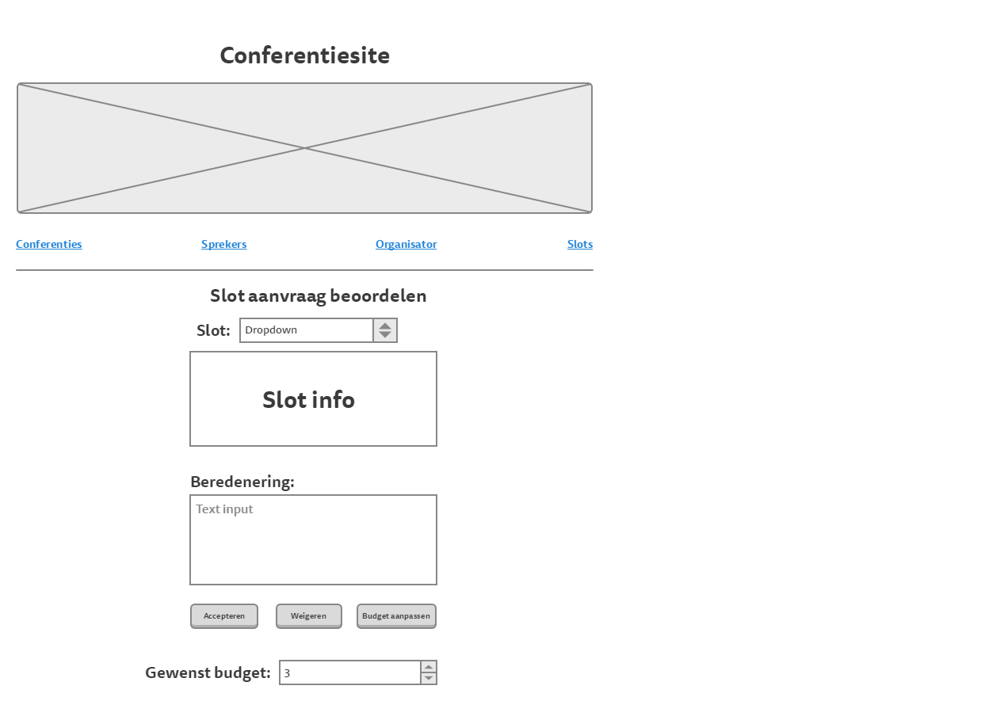 Conferentiesite
Conferenties Sprekers Organisator Slots
Slot aanvraag beoordelen
Slot: Dropdown
Slot info
Beredenering:
Text input
Accepteren Weigeren Budget aanpassen
Gewenst budget: 3